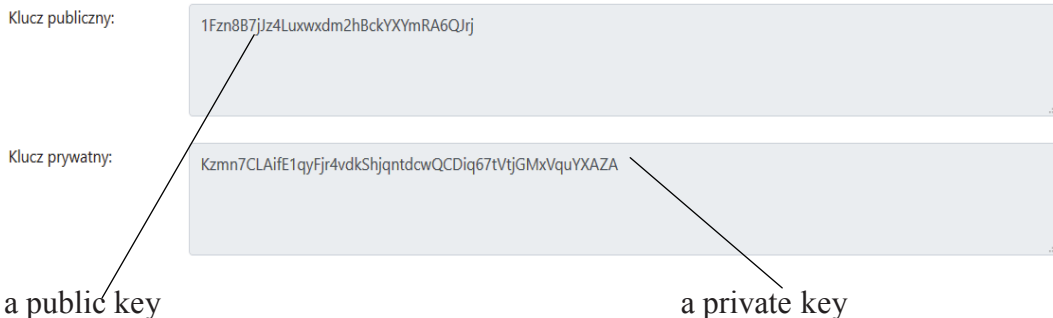 Klucz publiczny:
1Fzn8B7jJz4Luxwxdm2hBckYXYmRA6QJrj
Klucz prywatny:
Kzmn7CLAifE1qyFjr4vdkShjqntdcwQCDiq67tVtjGMxVquYXAZA
a public key
a private key